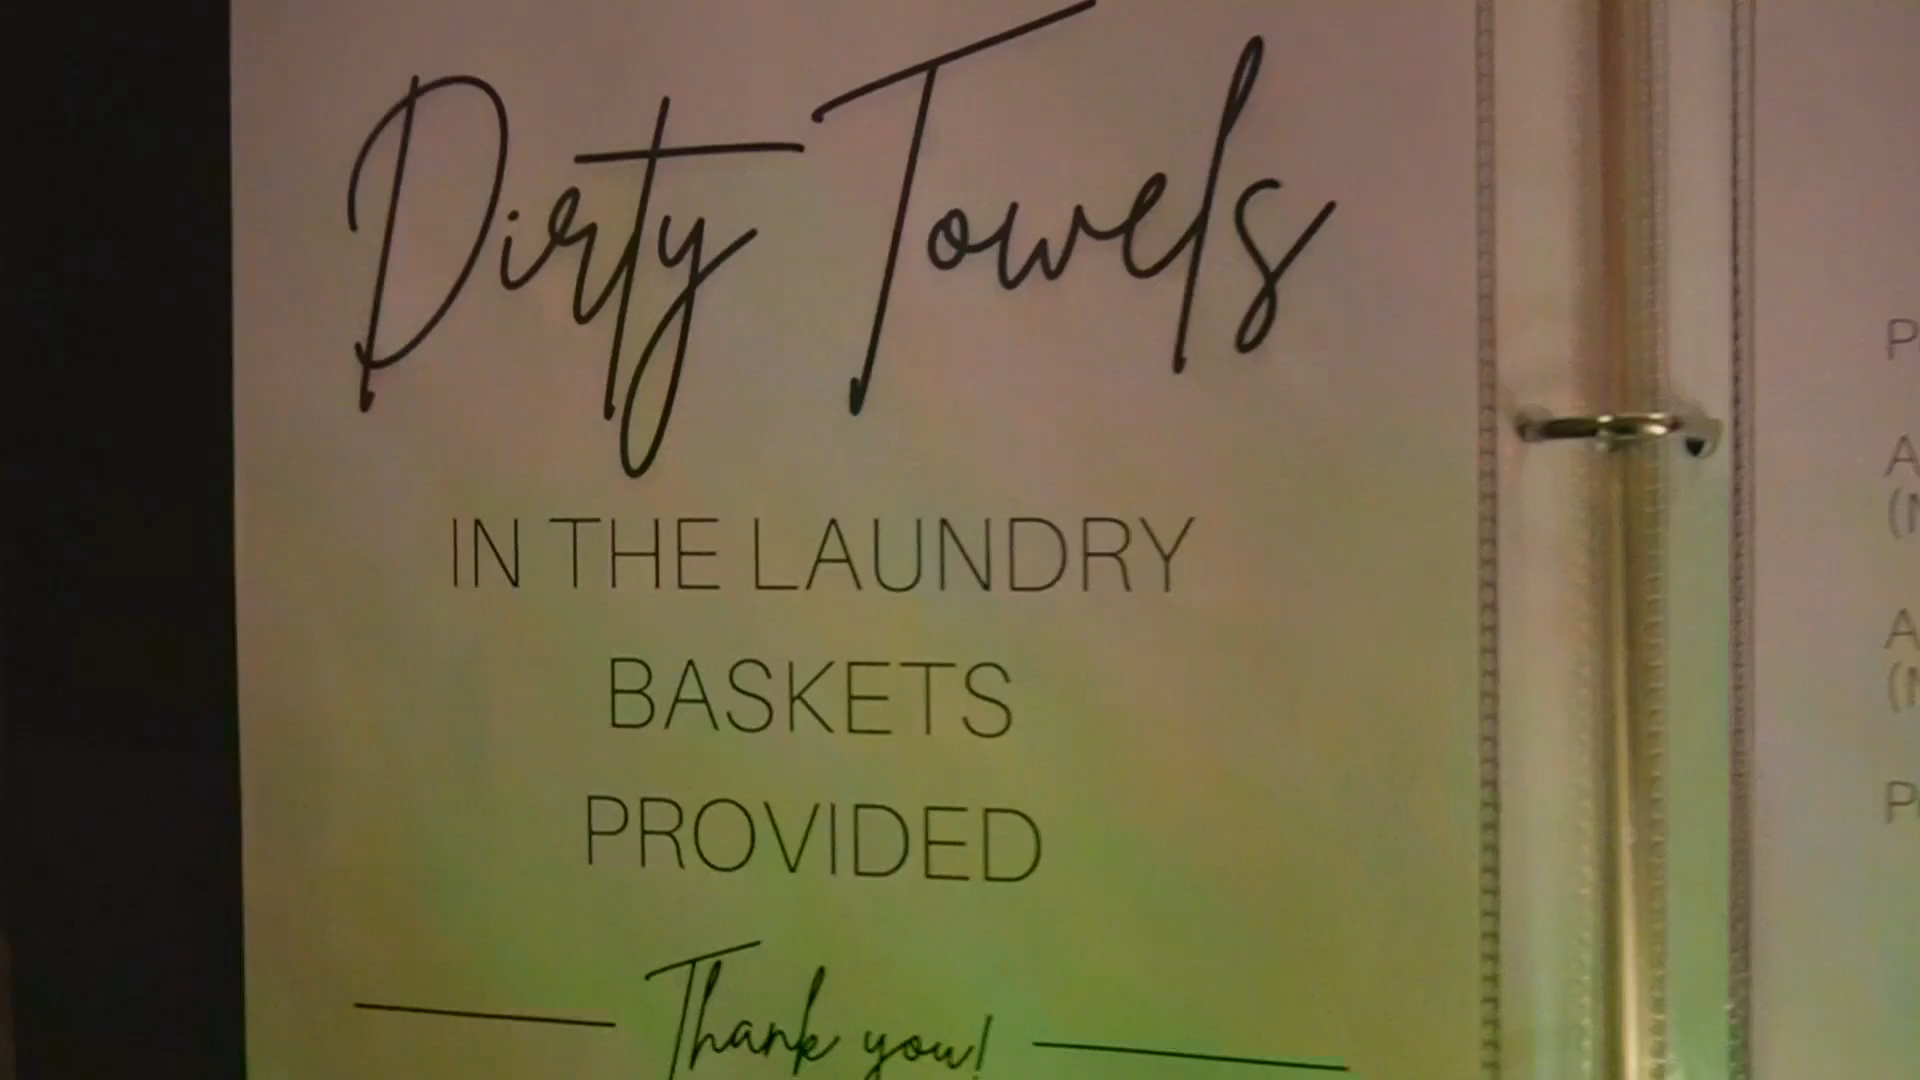 Dirty Towels
IN THE LAUNDRY
BASKETS
PROVIDED
Thank you!